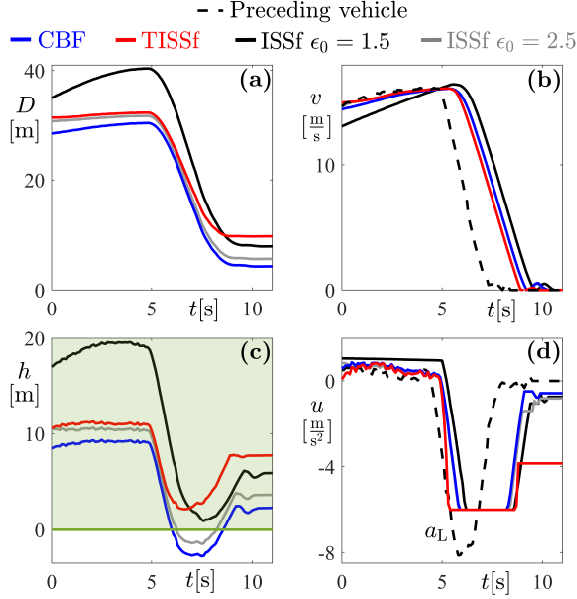 Preceding vehicle
CBF TISSf ISSf ϵ₀ = 1.5 ISSf ϵ₀ = 2.5
(a)
40
D
[m]
20
0
0 5 t[s] 10
(b)
v
[m/s]
10
0
0 5 t[s] 10
(c)
20
h
[m]
10
0
0 5 t[s] 10
(d)
0
u
[m/s²]
-4
a_L
-8
0 5 t[s] 10